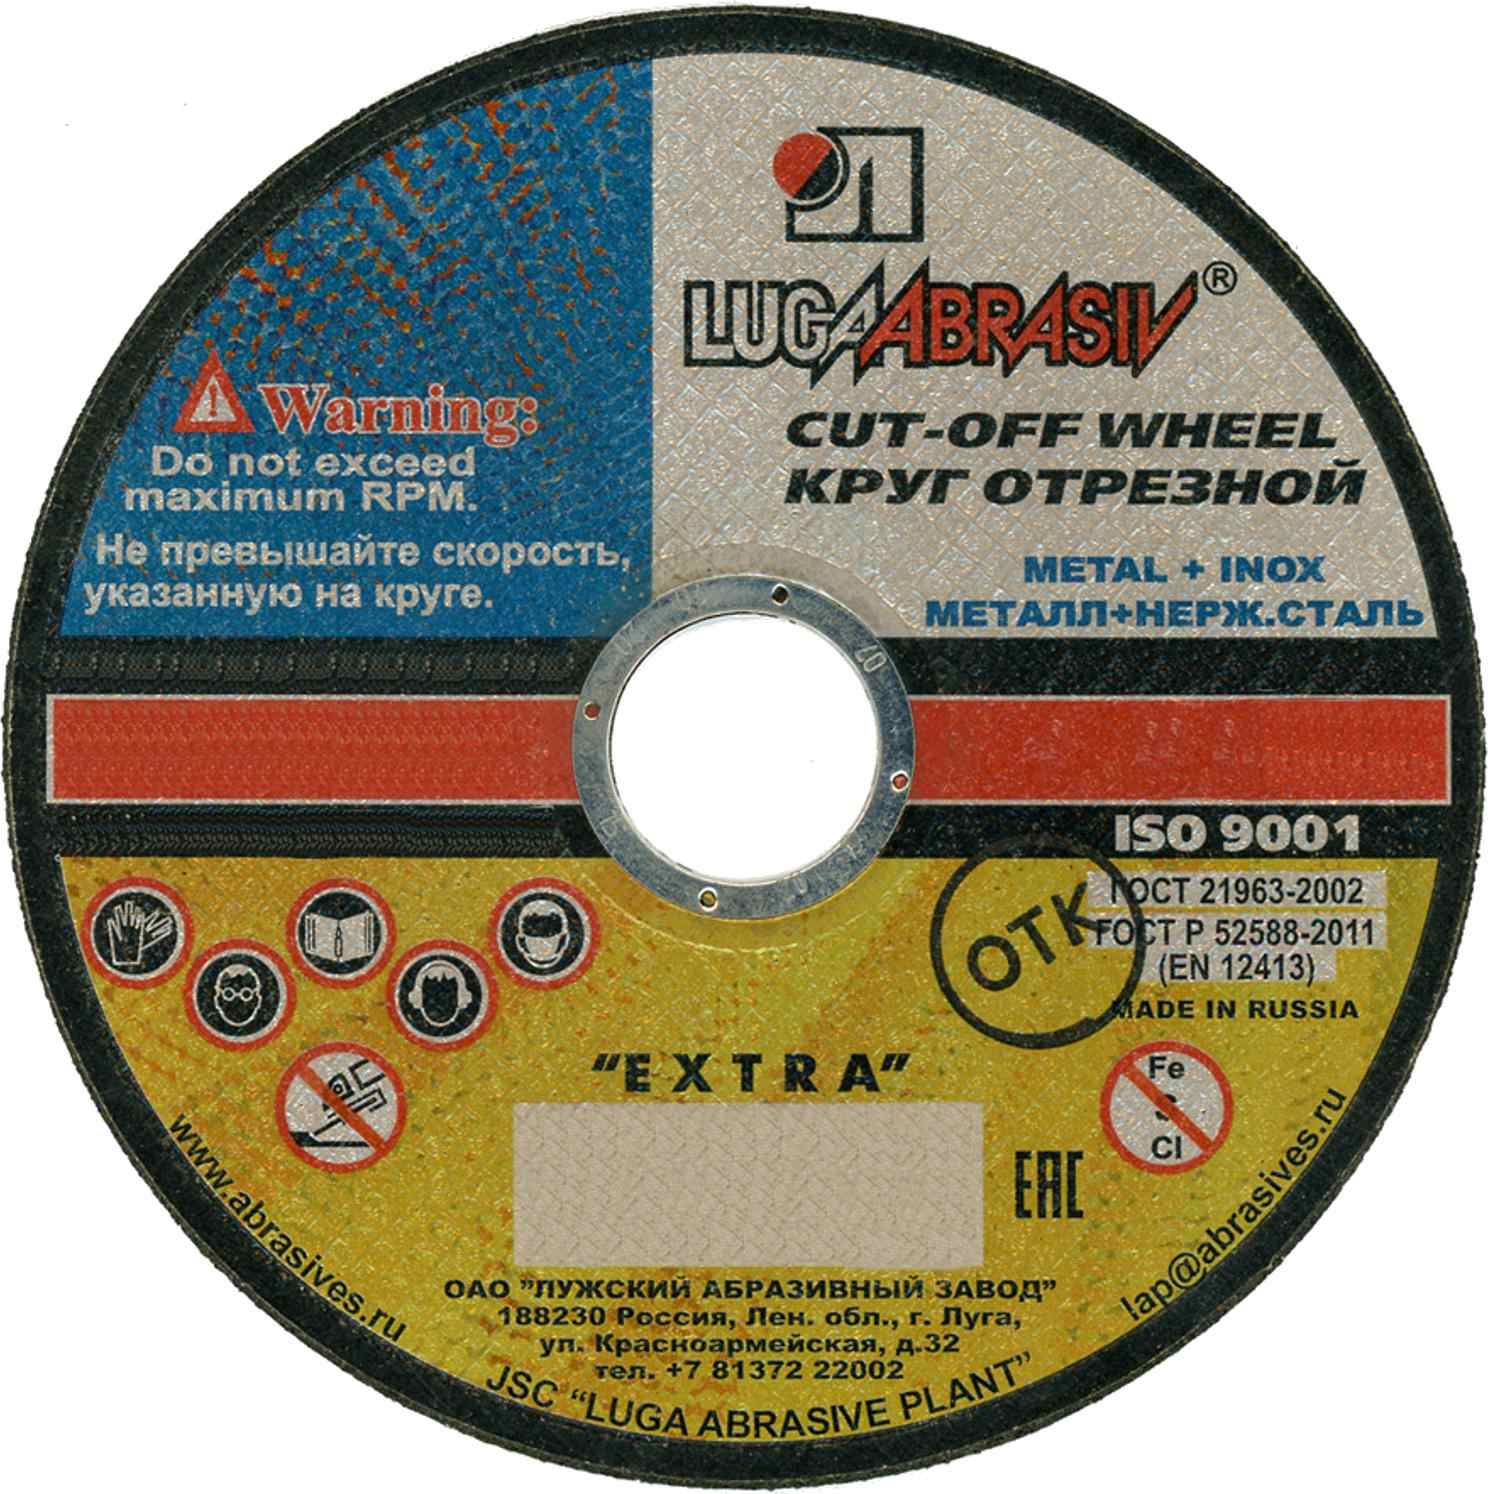 Л
LUGAABRASIV®
CUT-OFF WHEEL
КРУГ ОТРЕЗНОЙ
METAL + INOX
МЕТАЛЛ+НЕРЖ.СТАЛЬ
Warning:
Do not exceed
maximum RPM.
Не превышайте скорость,
указанную на круге.
ISO 9001
ГОСТ 21963-2002
ГОСТ Р 52588-2011
(EN 12413)
MADE IN RUSSIA
ОТК
"EXTRA"
Fe
S
Cl
EAC
www.abrasives.ru
lap@abrasives.ru
ОАО "ЛУЖСКИЙ АБРАЗИВНЫЙ ЗАВОД"
188230 Россия, Лен. обл., г. Луга,
ул. Красноармейская, д.32
тел. +7 81372 22002
JSC "LUGA ABRASIVE PLANT"